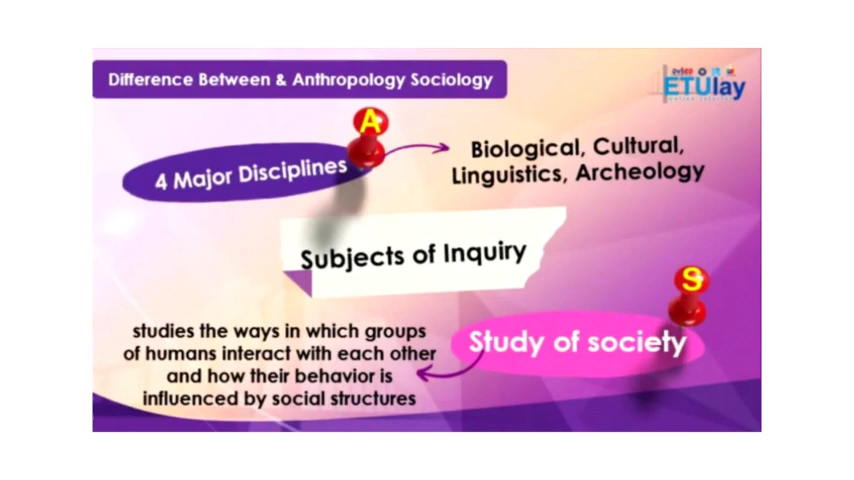 Difference Between & Anthropology Sociology
ETUlay
A
4 Major Disciplines
Biological, Cultural,
Linguistics, Archeology
Subjects of Inquiry
S
Study of society
studies the ways in which groups
of humans interact with each other
and how their behavior is
influenced by social structures